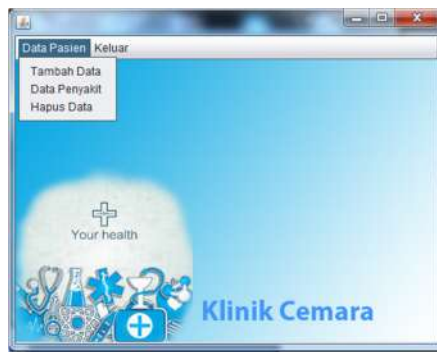 Data Pasien Keluar
Tambah Data
Data Penyakit
Hapus Data
Your health
Klinik Cemara